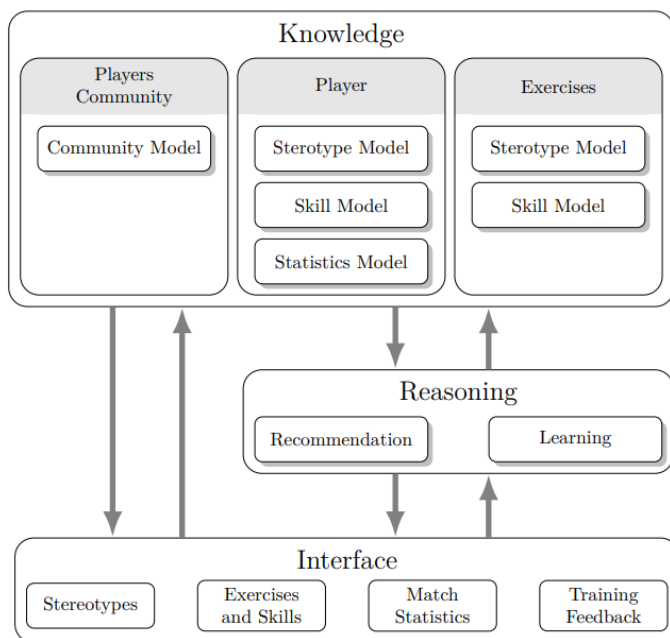 Knowledge
Players
Community
Player
Exercises
Community Model
Sterotype Model
Sterotype Model
Skill Model
Skill Model
Statistics Model
Reasoning
Recommendation
Learning
Interface
Stereotypes
Exercises
and Skills
Match
Statistics
Training
Feedback